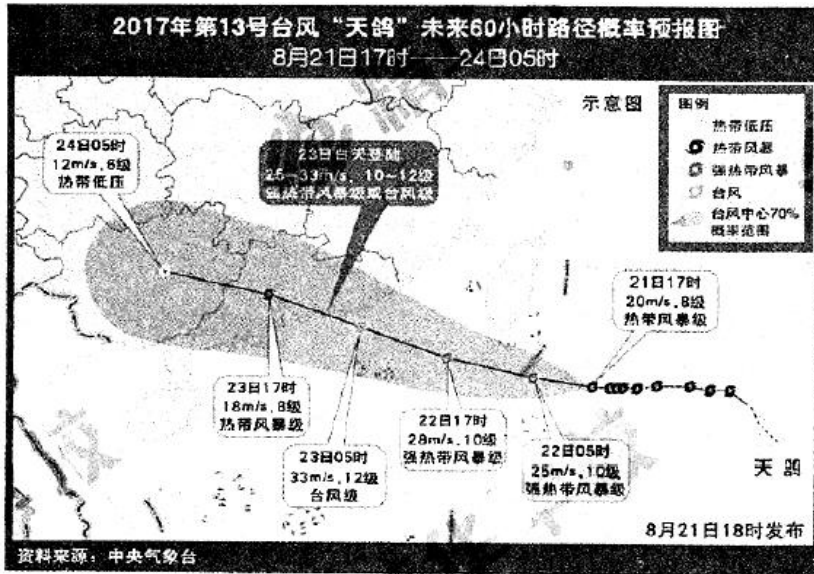 2017年第13号台风“天鸽”未来60小时路径概率预报图
8月21日17时——24日05时
示意图
图例
热带低压
热带风暴
强热带风暴
台风
台风中心70%
概率范围
24日05时
12m/s,6级
热带低压
23日白天登陆
25~33m/s, 10~12级
强热带风暴级或台风级
21日17时
20m/s,8级
热带风暴级
23日17时
18m/s,8级
热带风暴级
23日05时
33m/s,12级
台风级
22日17时
28m/s,10级
强热带风暴级
22日05时
25m/s,10级
强热带风暴级
天鸽
8月21日18时发布
资料来源：中央气象台